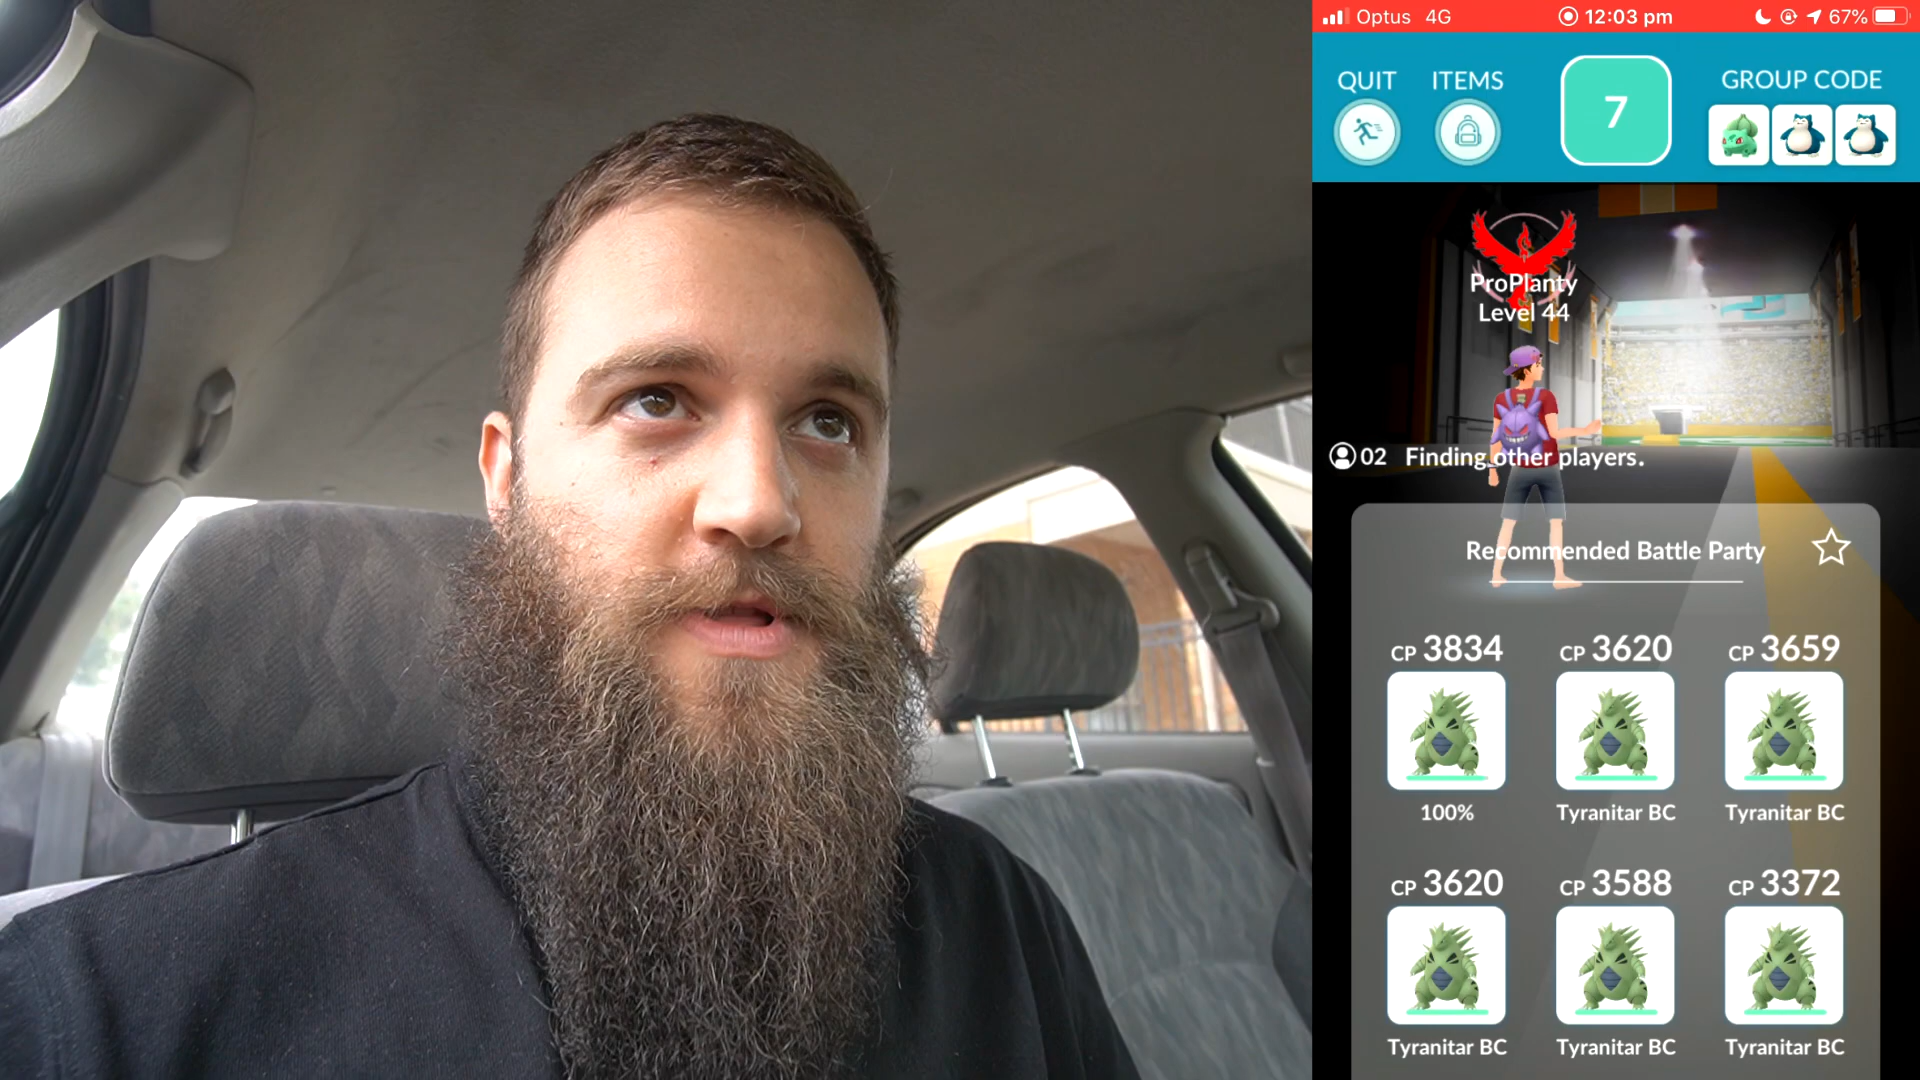 Optus 4G 12:03 pm 67%
QUIT ITEMS 7 GROUP CODE
ProPlanty
Level 44
02 Finding other players.
Recommended Battle Party
CP 3834 CP 3620 CP 3659
100% Tyranitar BC Tyranitar BC
CP 3620 CP 3588 CP 3372
Tyranitar BC Tyranitar BC Tyranitar BC